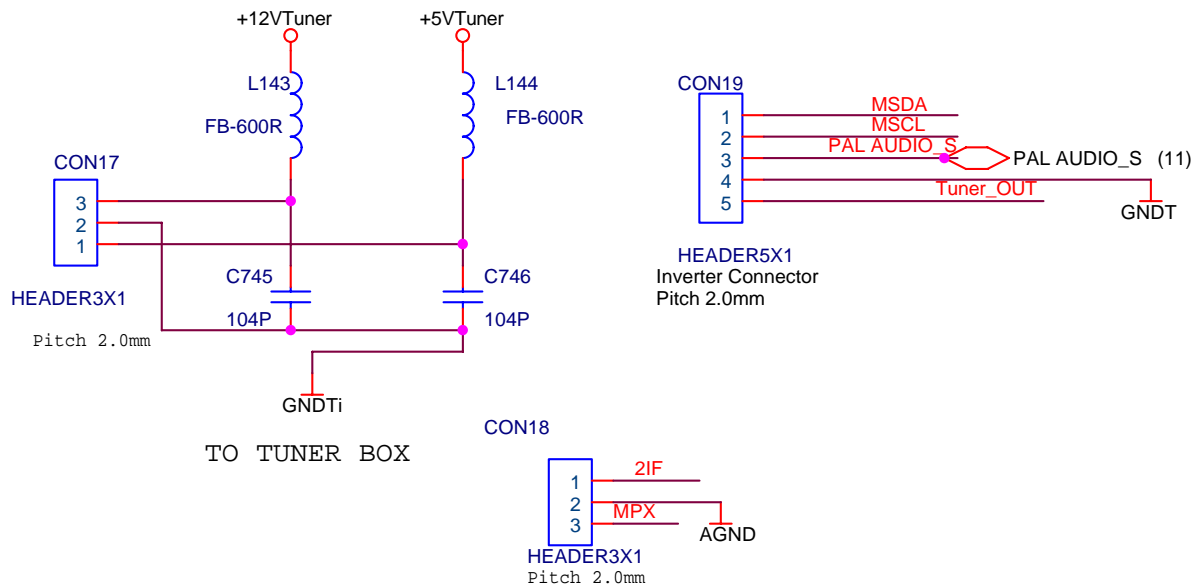 +12VTuner
+5VTuner
L143
FB-600R
L144
FB-600R
CON17
3
2
1
HEADER3X1
Pitch 2.0mm
C745
104P
C746
104P
GNDTi
TO TUNER BOX
CON19
1
2
3
4
5
MSDA
MSCL
PAL AUDIO_S
PAL AUDIO_S (11)
Tuner_OUT
GNDT
HEADER5X1
Inverter Connector
Pitch 2.0mm
CON18
1
2
3
2IF
MPX
AGND
HEADER3X1
Pitch 2.0mm